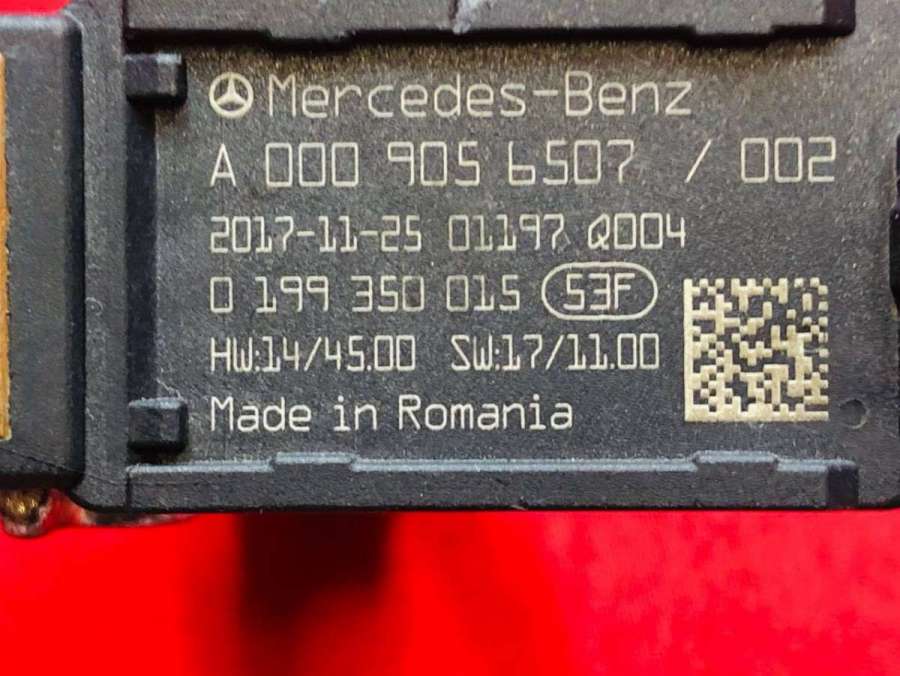 Mercedes-Benz
A 000 905 6507 / 002
2017-11-25 01197 Q004
0 199 350 015 S3F
HW:14/45.00 SW:17/11.00
Made in Romania